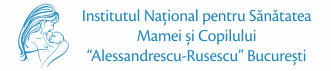 Institutul Național pentru Sănătatea
Mamei și Copilului
“Alessandrescu-Rusescu” București